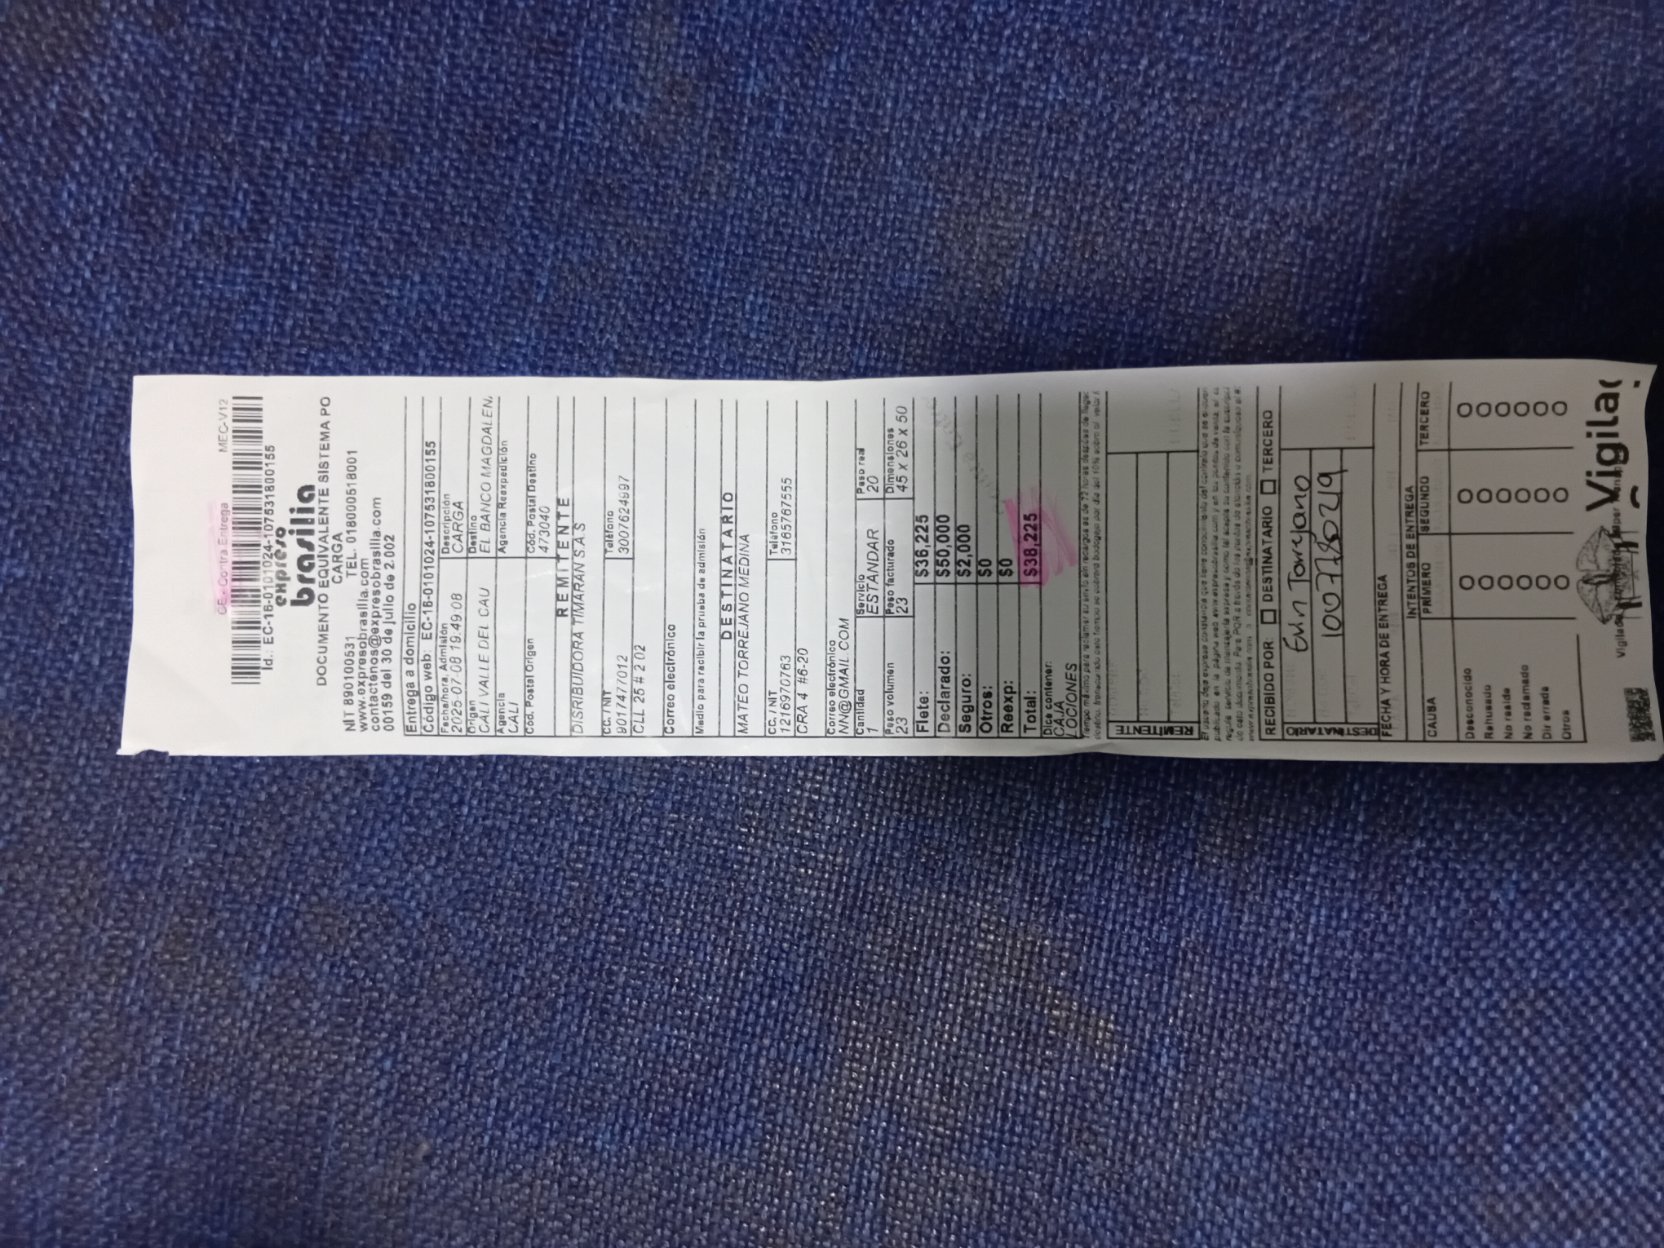 CE - Contra Entrega MEC-V12
Id.: EC-16-0101024-1075318001​55
expreso
brasilia
DOCUMENTO EQUIVALENTE SISTEMA PO
CARGA
NIT 890100531 TEL. 018000518001
www.expresobrasilia.com
contactenos@expresobrasilia.com
00159 del 30 de julio de 2.002
Entrega a domicilio
Código web: EC-16-0101024-107531800155
Fecha/hora. Admisión Descripción
2025-07-08 19:49:08 CARGA
Origen Destino
CALI VALLE DEL CAU EL BANCO MAGDALEN.
Agencia Agencia Reexpedición
CALI
Cod. Postal Origen Cód. Postal Destino
473040
REMITENTE
DISRIBUIDORA TIMARAN S.A.S
CC. / NIT Teléfono
901477012 3007624997
CLL 25 # 2 02
Correo electrónico
Medio para recibir la prueba de admisión
DESTINATARIO
MATEO TORREJANO MEDINA
CC. / NIT Teléfono
1216970763 3165767555
CRA 4 #6-20
Correo electrónico
NN@GMAIL.COM
Cantidad Servicio Peso real
1 ESTANDAR 20
Peso volumen Peso facturado Dimensiones
23 23 45 x 26 x 50
Flete: $36,225
Declarado: $50,000
Seguro: $2,000
Otros: $0
Reexp: $0
Total: $38,225
Dice contener:
CAJA
LOCIONES
REMITENTE
RECIBIDO POR: DESTINATARIO TERCERO
DESTINATARIO
Torrejano
FECHA Y HORA DE ENTREGA
INTENTOS DE ENTREGA
CAUSA PRIMERO SEGUNDO TERCERO
Desconocido
Rehusado
No reside
No reclamado
Dir errada
Otros
Vigila